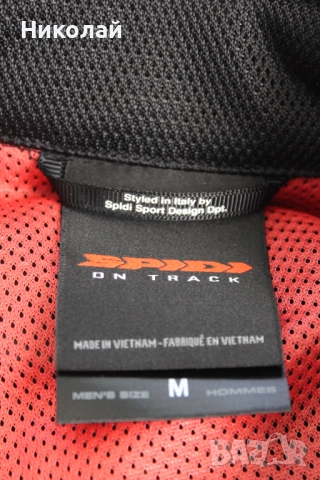 Николай
Styled in Italy by
Spidi Sport Design Dpt.
SPIDI
ON TRACK
MADE IN VIETNAM - FABRIQUÉ EN VIETNAM
MEN'S SIZE M HOMMES
BAZAR